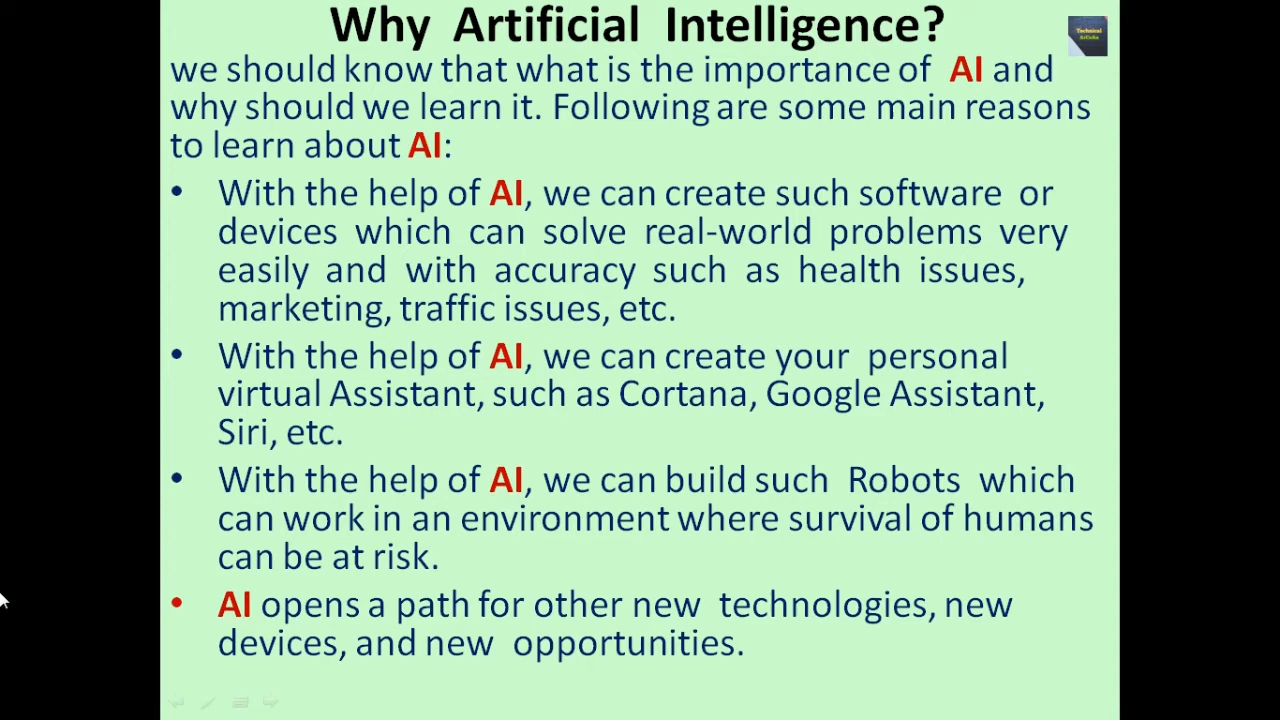 Why Artificial Intelligence?
Technical
we should know that what is the importance of AI and
why should we learn it. Following are some main reasons
to learn about AI:
• With the help of AI, we can create such software or
devices which can solve real-world problems very
easily and with accuracy such as health issues,
marketing, traffic issues, etc.
• With the help of AI, we can create your personal
virtual Assistant, such as Cortana, Google Assistant,
Siri, etc.
• With the help of AI, we can build such Robots which
can work in an environment where survival of humans
can be at risk.
• AI opens a path for other new technologies, new
devices, and new opportunities.